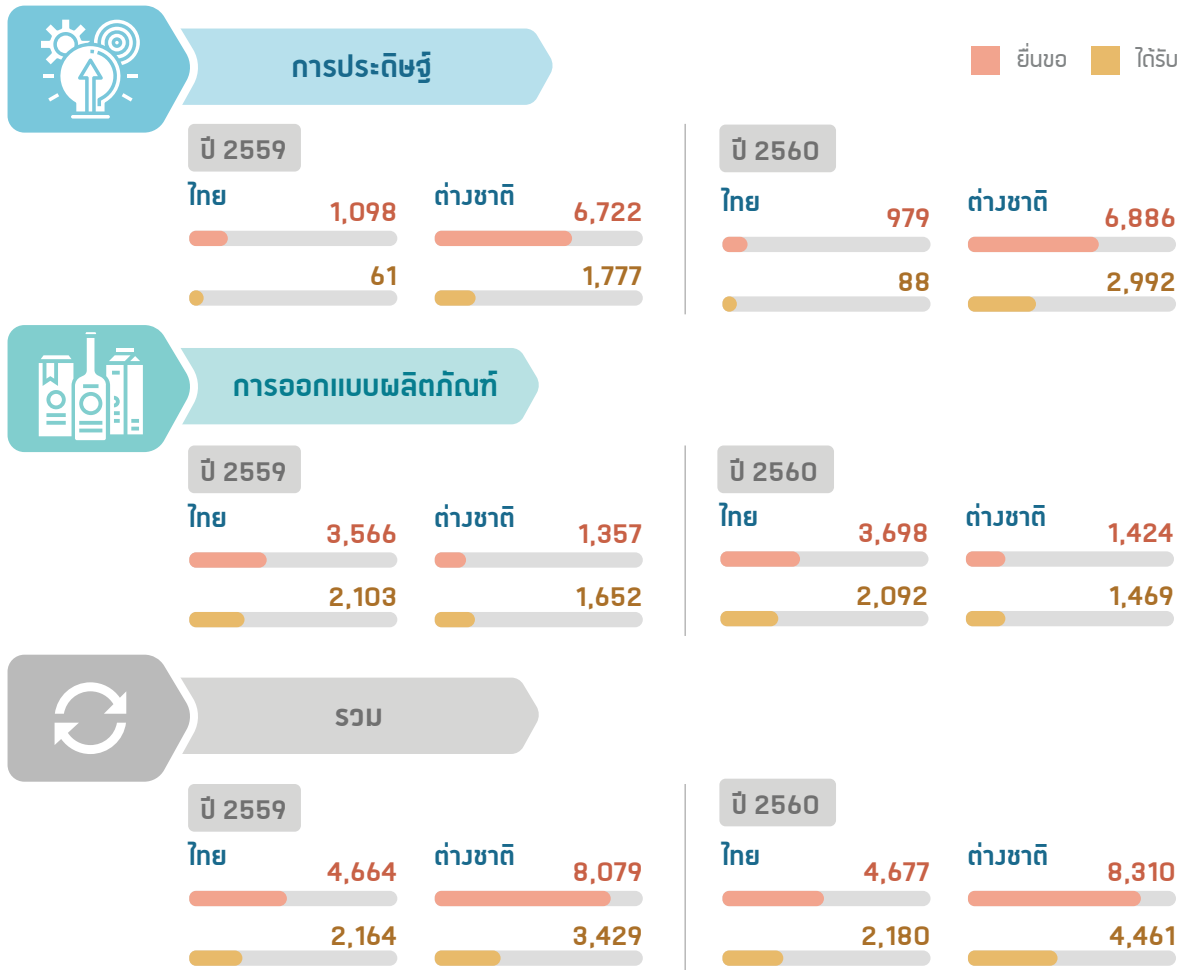 การประดิษฐ์
ยื่นขอ ได้รับ
ปี 2559
ไทย 1,098
ต่างชาติ 6,722
61
1,777
ปี 2560
ไทย 979
ต่างชาติ 6,886
88
2,992
การออกแบบผลิตภัณฑ์
ปี 2559
ไทย 3,566
ต่างชาติ 1,357
2,103
1,652
ปี 2560
ไทย 3,698
ต่างชาติ 1,424
2,092
1,469
รวม
ปี 2559
ไทย 4,664
ต่างชาติ 8,079
2,164
3,429
ปี 2560
ไทย 4,677
ต่างชาติ 8,310
2,180
4,461